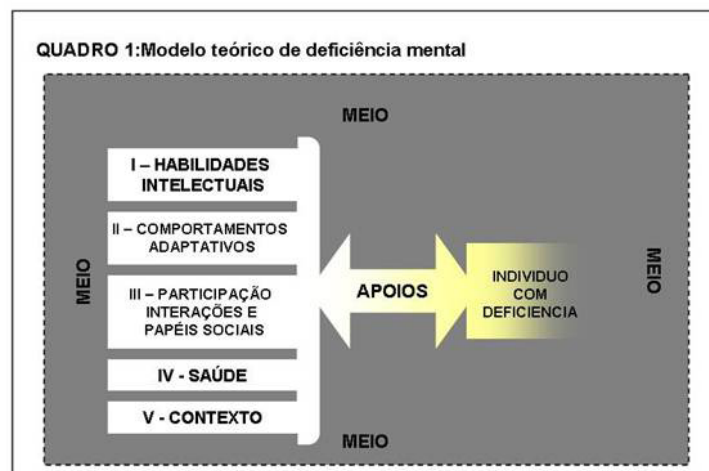 QUADRO 1:Modelo teórico de deficiência mental
MEIO
I – HABILIDADES
INTELECTUAIS
II – COMPORTAMENTOS
ADAPTATIVOS
MEIO
III – PARTICIPAÇÃO
INTERAÇÕES E
PAPÉIS SOCIAIS
IV - SAÚDE
V - CONTEXTO
APOIOS
INDIVIDUO
COM
DEFICIENCIA
MEIO
MEIO